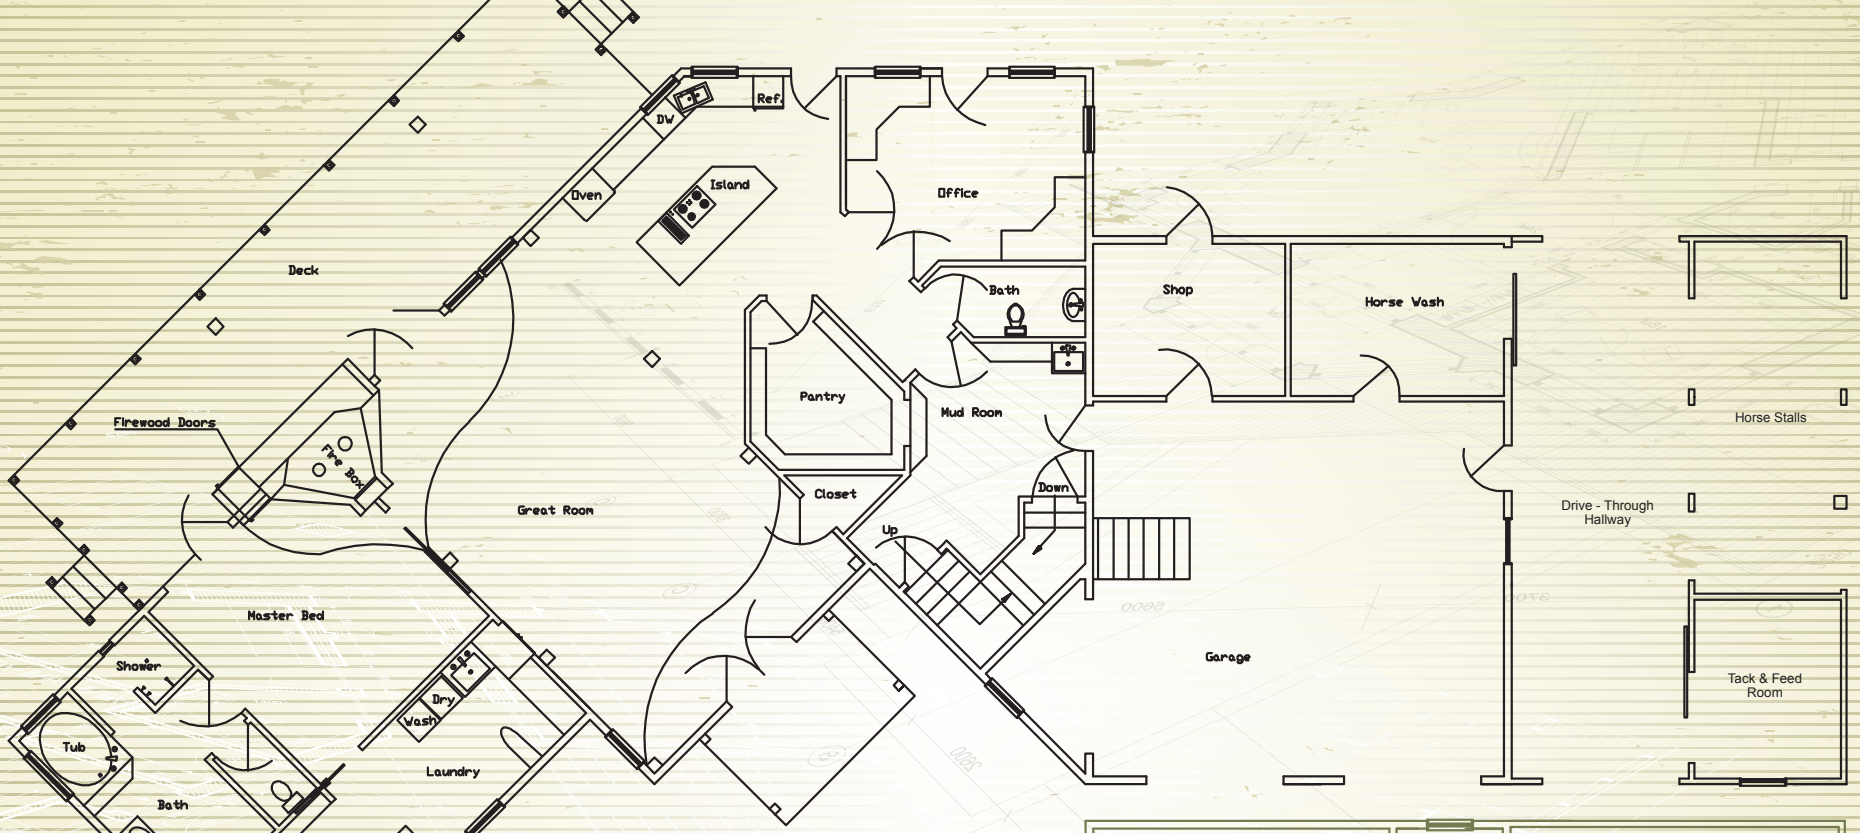 Ref.
DW
Island
Oven
Office
Deck
Bath
Shop
Horse Wash
Pantry
Mud Room
Horse Stalls
Firewood Doors
Fire Box
Closet
Down
Great Room
Up
Drive - Through
Hallway
Master Bed
Garage
Shower
Tack & Feed
Room
Dry
Wash
Tub
Laundry
Bath